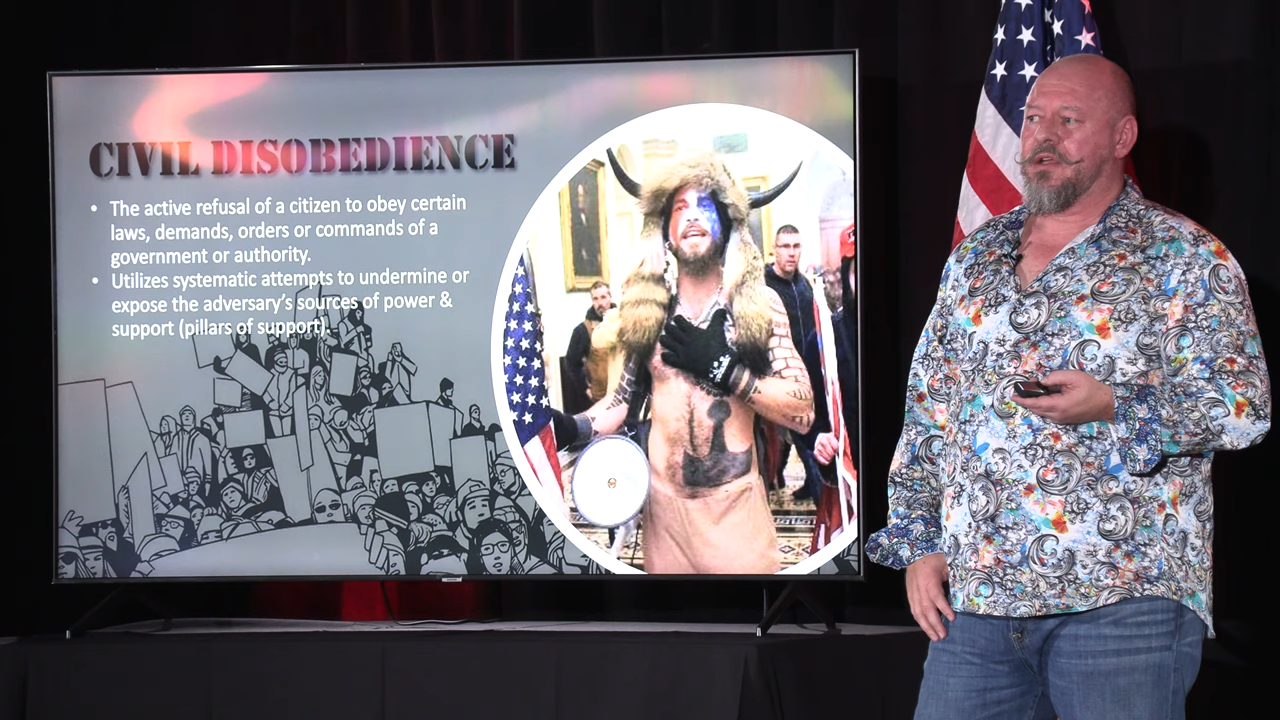 CIVIL DISOBEDIENCE
• The active refusal of a citizen to obey certain
laws, demands, orders or commands of a
government or authority.
• Utilizes systematic attempts to undermine or
expose the adversary's sources of power &
support (pillars of support).